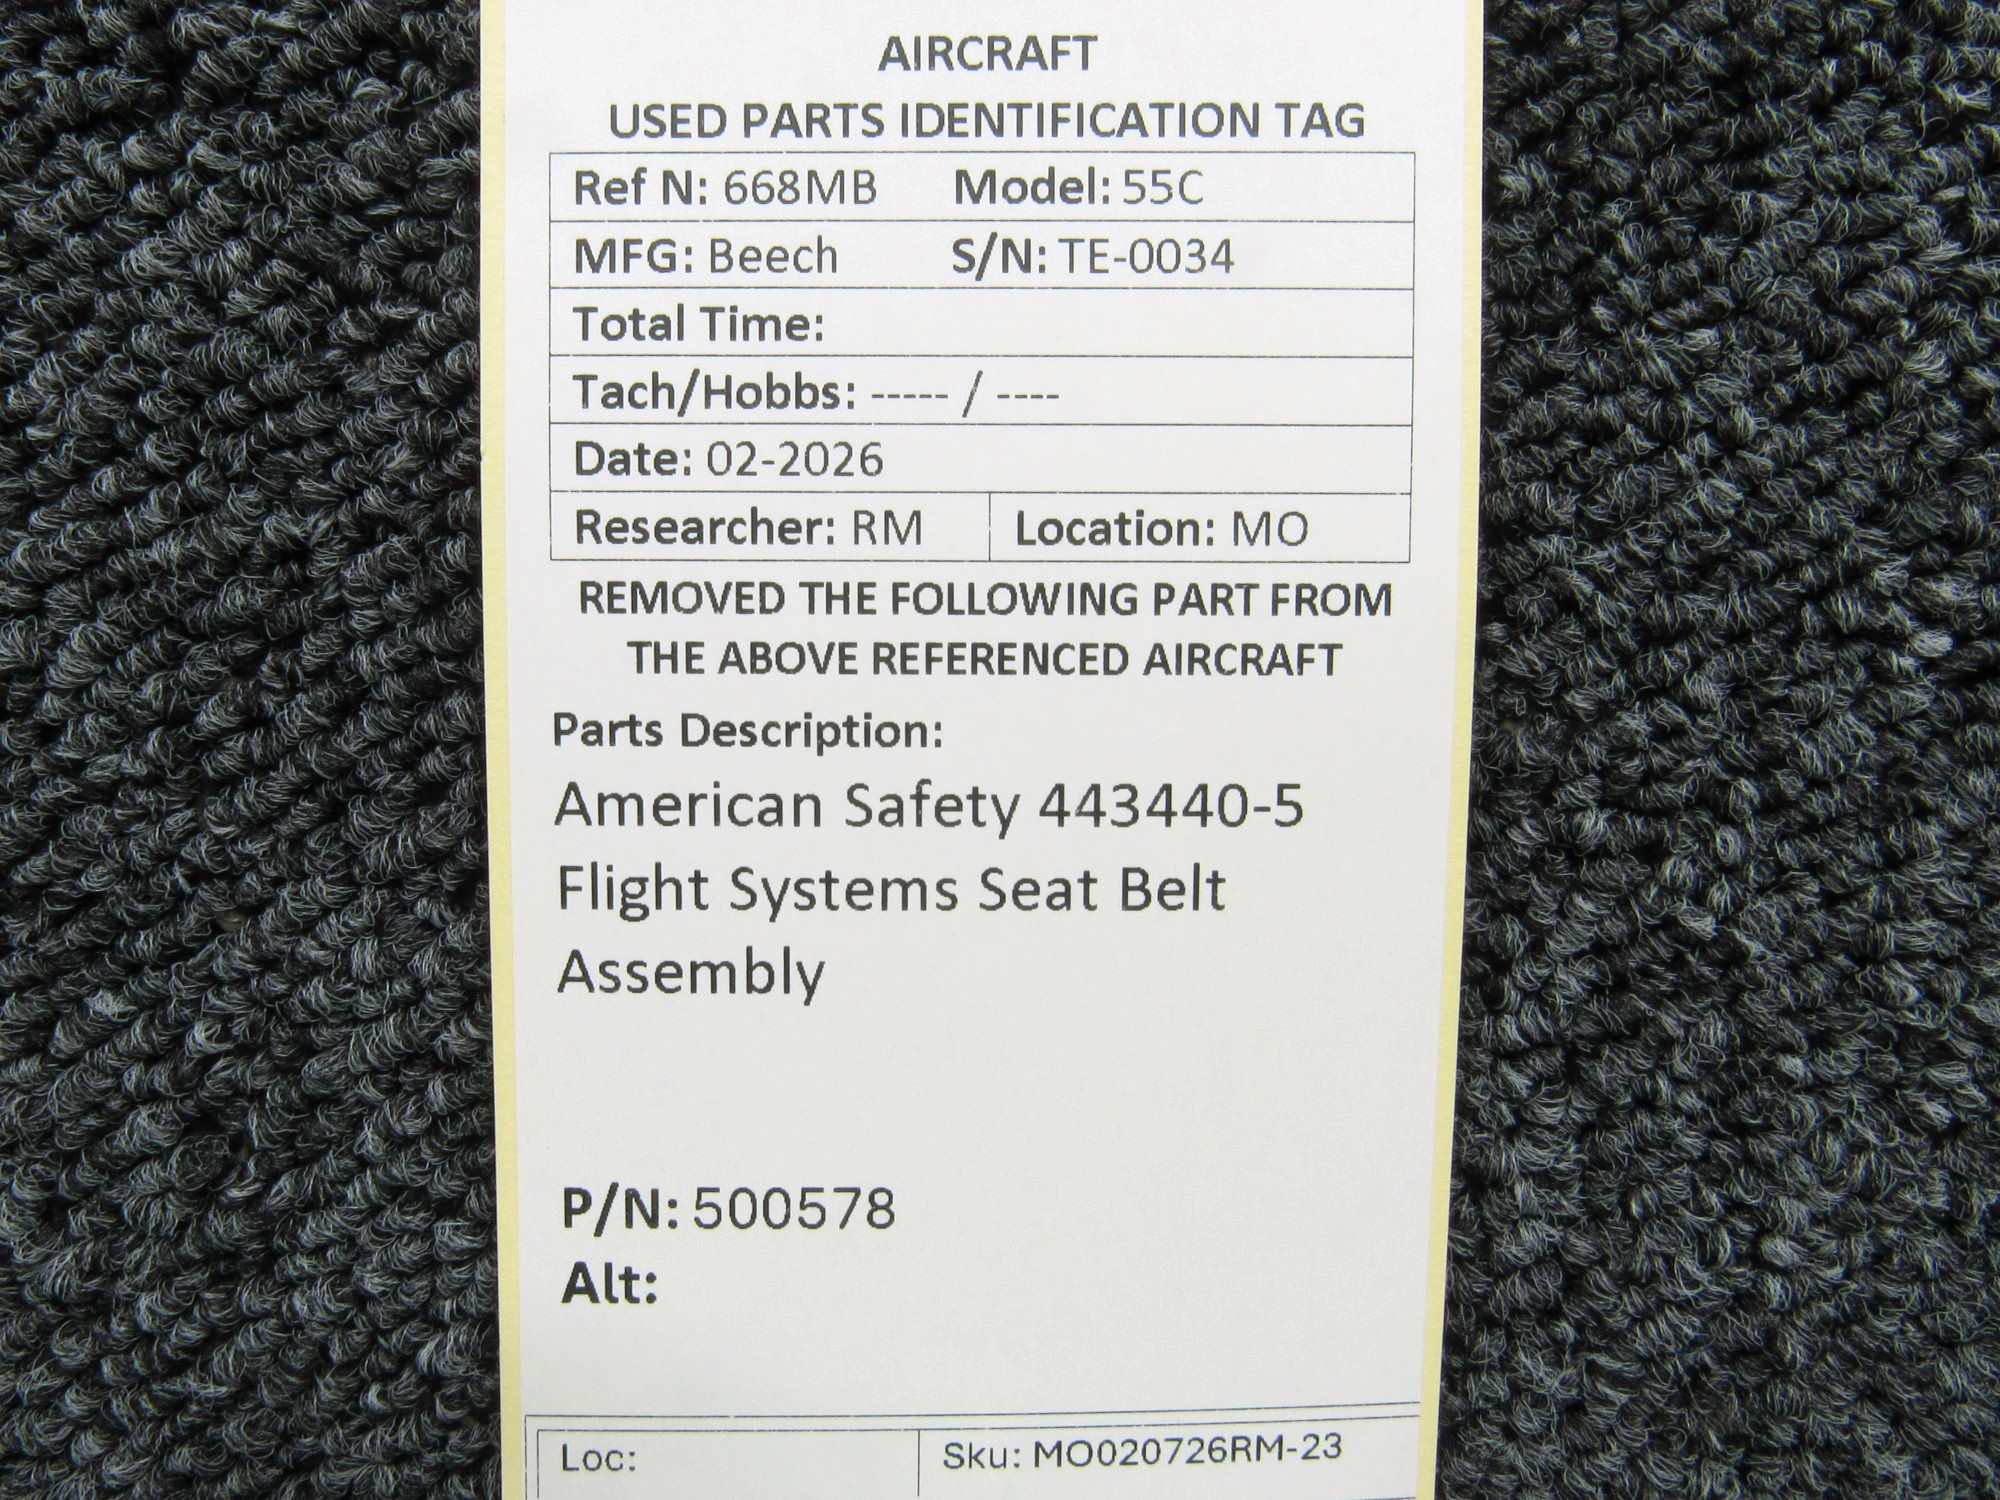 AIRCRAFT
USED PARTS IDENTIFICATION TAG
Ref N: 668MB Model: 55C
MFG: Beech S/N: TE-0034
Total Time:
Tach/Hobbs: ----- / ----
Date: 02-2026
Researcher: RM Location: MO
REMOVED THE FOLLOWING PART FROM
THE ABOVE REFERENCED AIRCRAFT
Parts Description:
American Safety 443440-5
Flight Systems Seat Belt
Assembly
P/N: 500578
Alt:
Loc: Sku: MO020726RM-23